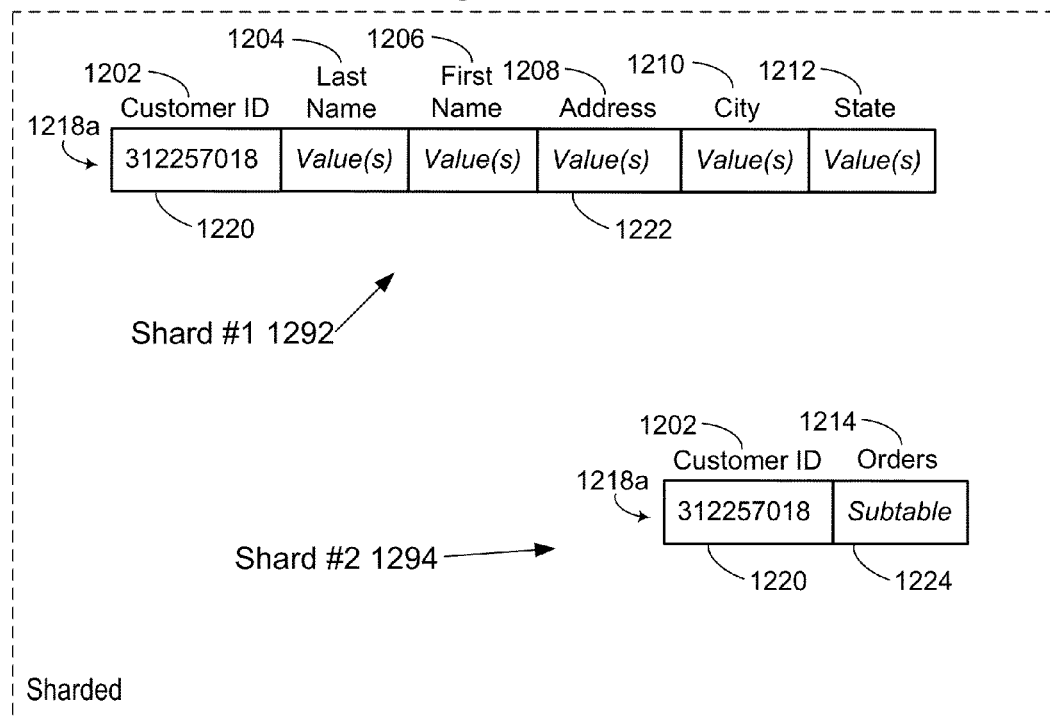 1204 1206
1202 Last First 1208 1210 1212
Customer ID Name Name Address City State
1218a
312257018 Value(s) Value(s) Value(s) Value(s) Value(s)
1220 1222
Shard #1 1292
1202 1214
Customer ID Orders
1218a
312257018 Subtable
Shard #2 1294
1220 1224
Sharded